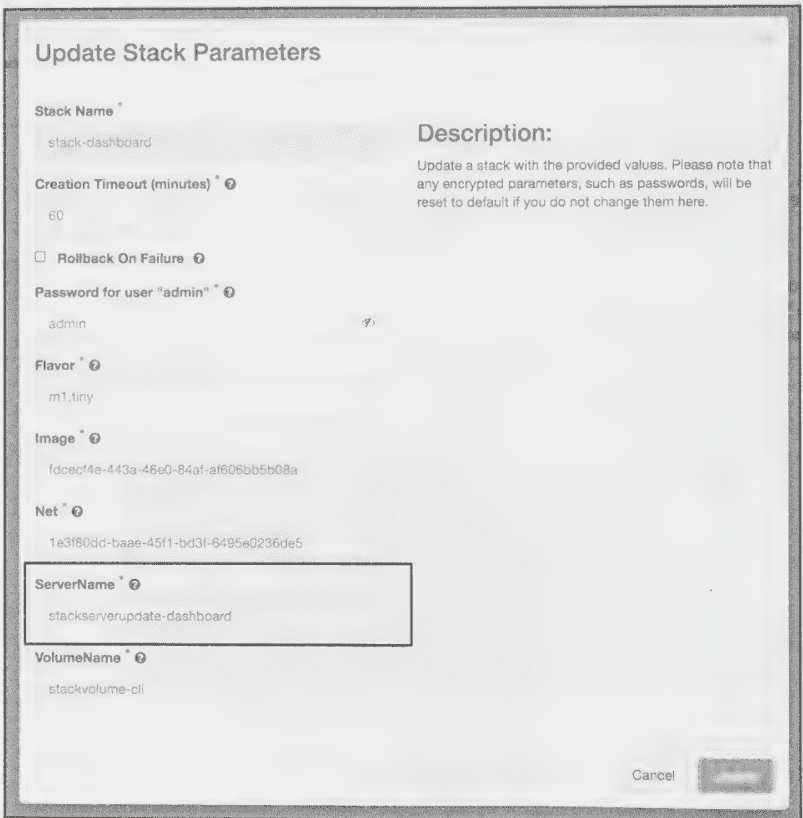 Update Stack Parameters
Stack Name *
stack-dashboard
Creation Timeout (minutes) * ?
60
Rollback On Failure ?
Password for user "admin" * ?
admin
Flavor * ?
m1.tiny
Image * ?
fdcecf4e-443a-46e0-84af-af606bb5b08a
Net * ?
1e3f60dd-baae-45f1-bd3f-6495e0236de5
ServerName * ?
stackserverupdate-dashboard
VolumeName * ?
stackvolume-cli
Description:
Update a stack with the provided values. Please note that
any encrypted parameters, such as passwords, will be
reset to default if you do not change them here.
Cancel